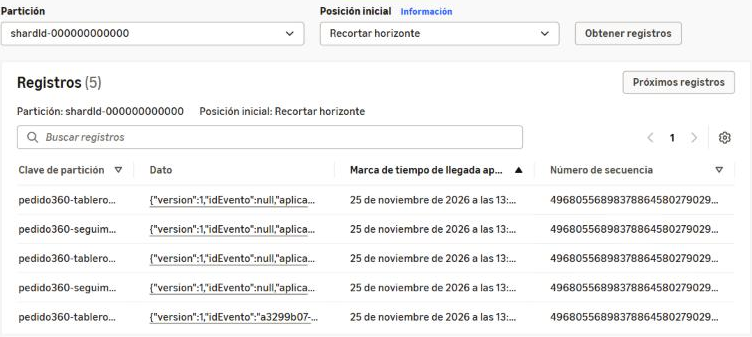 Partición
Posición inicial Información
shardId-000000000000
Recortar horizonte
Obtener registros
Registros (5)
Próximos registros
Partición: shardId-000000000000 Posición inicial: Recortar horizonte
Buscar registros
1
Clave de partición Dato Marca de tiempo de llegada ap... Número de secuencia
pedido360-tablero... {"version":1,"idEvento":null,"aplica... 25 de noviembre de 2026 a las 13:... 49680556898378864580279029...
pedido360-seguim... {"version":1,"idEvento":null,"aplica... 25 de noviembre de 2026 a las 13:... 49680556898378864580279029...
pedido360-tablero... {"version":1,"idEvento":null,"aplica... 25 de noviembre de 2026 a las 13:... 49680556898378864580279029...
pedido360-seguim... {"version":1,"idEvento":null,"aplica... 25 de noviembre de 2026 a las 13:... 49680556898378864580279029...
pedido360-tablero... {"version":1,"idEvento":"a3299b07-... 25 de noviembre de 2026 a las 13:... 49680556898378864580279029...